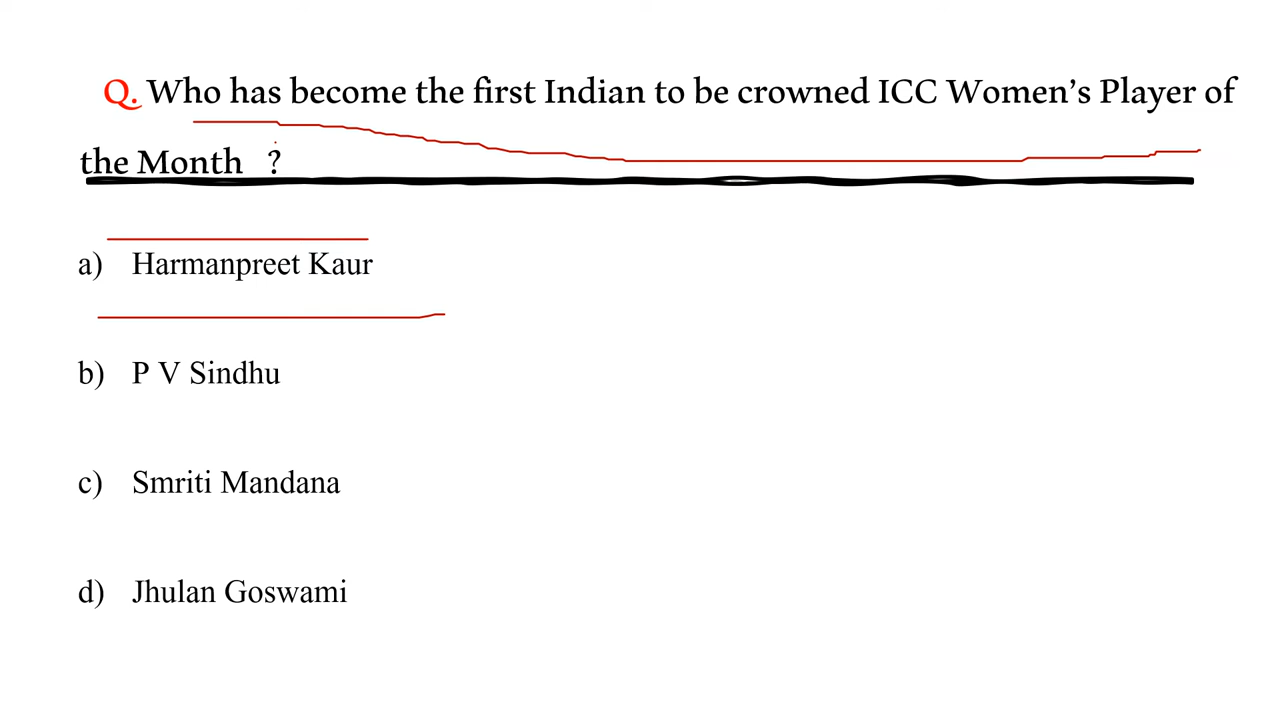 Q. Who has become the first Indian to be crowned ICC Women’s Player of
the Month ?
a) Harmanpreet Kaur
b) P V Sindhu
c) Smriti Mandana
d) Jhulan Goswami